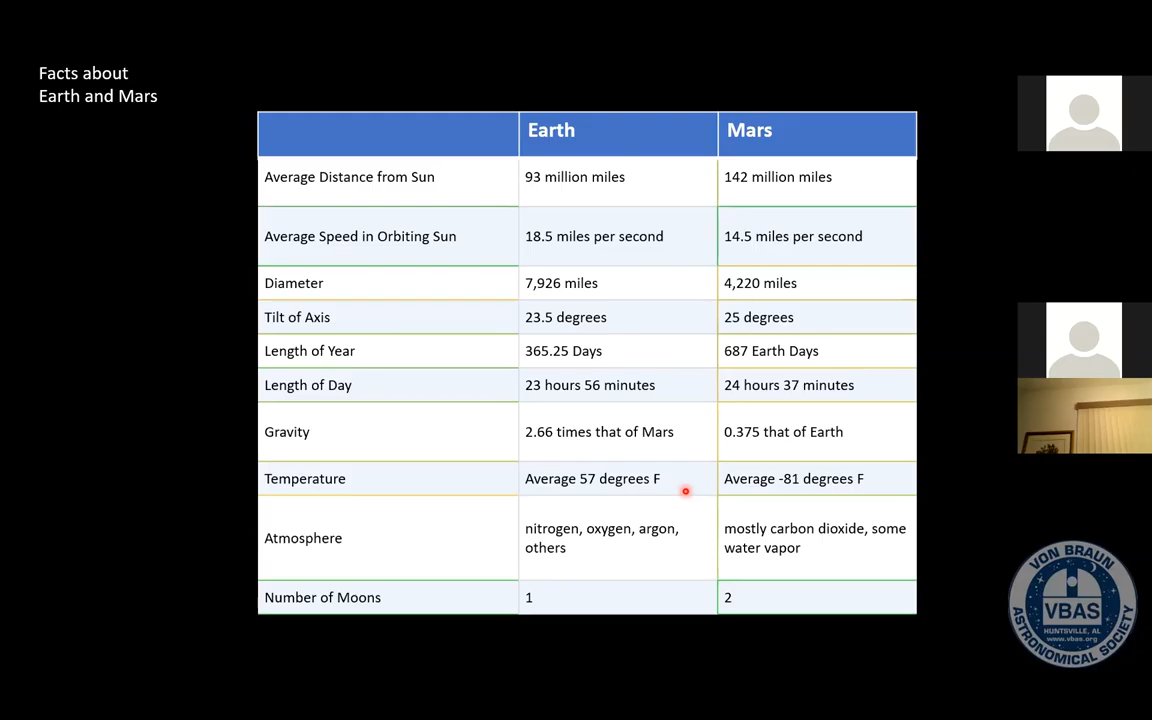 Facts about
Earth and Mars
Earth Mars
Average Distance from Sun 93 million miles 142 million miles
Average Speed in Orbiting Sun 18.5 miles per second 14.5 miles per second
Diameter 7,926 miles 4,220 miles
Tilt of Axis 23.5 degrees 25 degrees
Length of Year 365.25 Days 687 Earth Days
Length of Day 23 hours 56 minutes 24 hours 37 minutes
Gravity 2.66 times that of Mars 0.375 that of Earth
Temperature Average 57 degrees F Average -81 degrees F
Atmosphere nitrogen, oxygen, argon, others mostly carbon dioxide, some water vapor
Number of Moons 1 2
VON BRAUN
VBAS
HUNTSVILLE, AL
www.vbas.org
ASTRONOMICAL SOCIETY